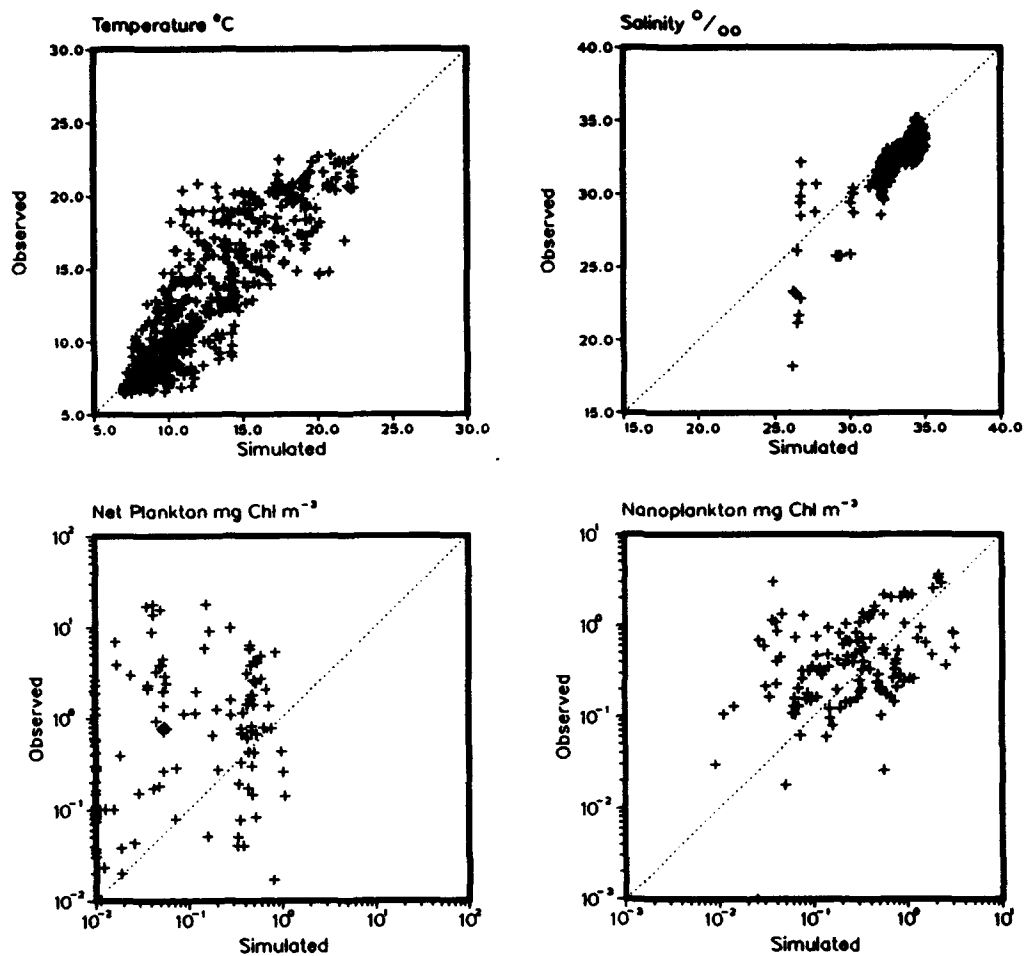 Temperature °C
30.0
25.0
20.0
15.0
10.0
5.0
Observed
5.0 10.0 15.0 20.0 25.0 30.0
Simulated
Salinity °/oo
40.0
35.0
30.0
25.0
20.0
15.0
Observed
15.0 20.0 25.0 30.0 35.0 40.0
Simulated
Net Plankton mg Chl m⁻³
10²
10¹
10⁰
10⁻¹
10⁻²
Observed
10⁻² 10⁻¹ 10⁰ 10¹ 10²
Simulated
Nanoplankton mg Chl m⁻³
10¹
10⁰
10⁻¹
10⁻²
10⁻³
Observed
10⁻³ 10⁻² 10⁻¹ 10⁰ 10¹
Simulated